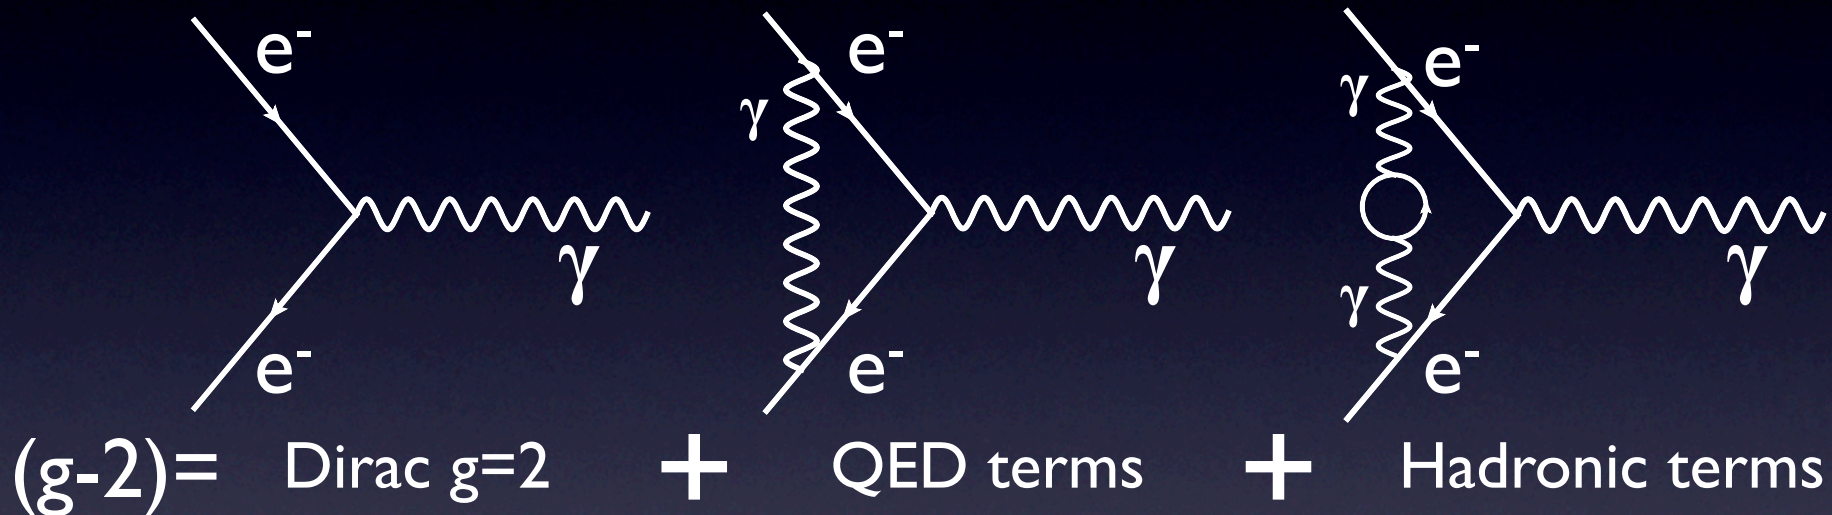 e⁻ e⁻ e⁻
γ γ
γ γ γ
γ
e⁻ e⁻ e⁻
(g-2)= Dirac g=2 + QED terms + Hadronic terms